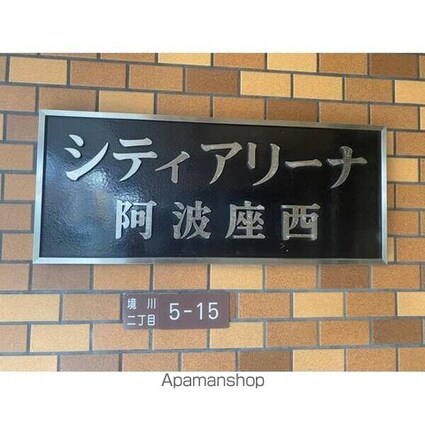 シティアリーナ
阿波座西
境川
二丁目 5-15
Apamanshop